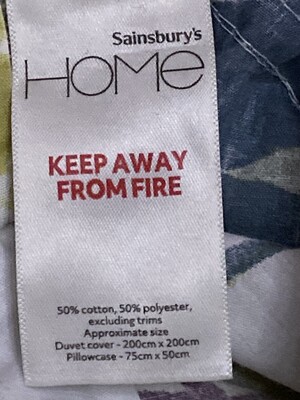 Sainsbury's
HOME
KEEP AWAY
FROM FIRE
50% cotton, 50% polyester,
excluding trims
Approximate size
Duvet cover - 200cm x 200cm
Pillowcase - 75cm x 50cm